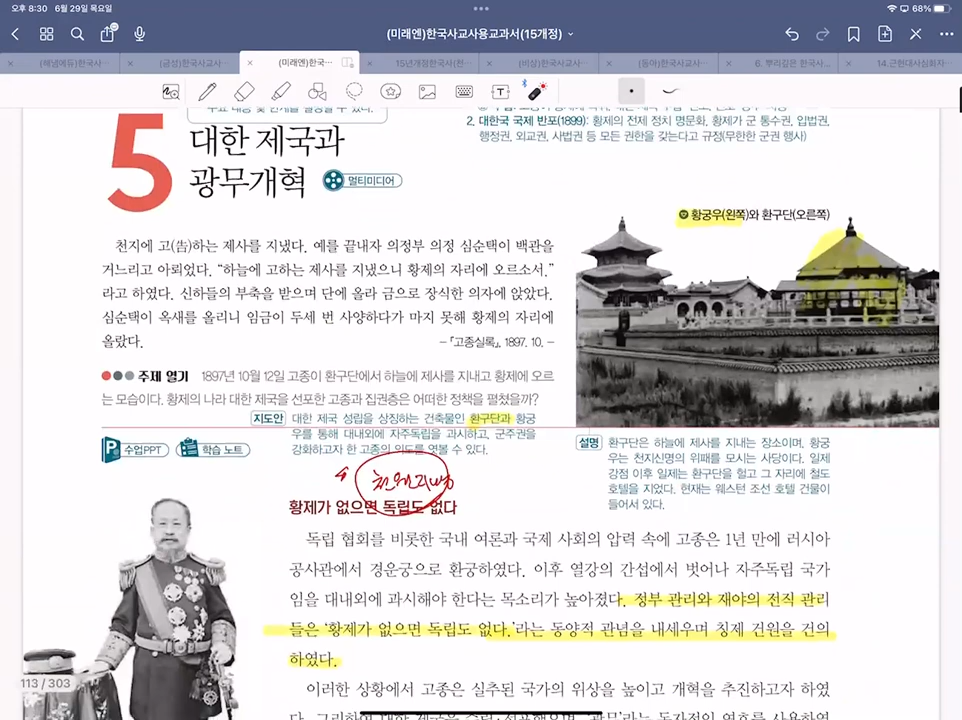 오후 8:30 6월 29일 목요일
68%
(미래엔)한국사교사용교과서(15개정)
(해냄에듀)한국사…
(금성)한국사교사…
(미래엔)한국…
15년개정한국사(천…
(비상)한국사교사…
(동아)한국사교사…
6. 뿌리깊은 한국사…
14.근현대사심화자…
2. 대한국 국제 반포(1899): 황제의 전제 정치 명문화, 황제가 군 통수권, 입법권,
행정권, 외교권, 사법권 등 모든 권한을 갖는다고 규정(무한한 군권 행사)
5
대한 제국과
광무개혁
멀티미디어
황궁우(왼쪽)와 환구단(오른쪽)
천지에 고(告)하는 제사를 지냈다. 예를 끝내자 의정부 의정 심순택이 백관을
거느리고 아뢰었다. “하늘에 고하는 제사를 지냈으니 황제의 자리에 오르소서.”
라고 하였다. 신하들의 부축을 받으며 단에 올라 금으로 장식한 의자에 앉았다.
심순택이 옥새를 올리니 임금이 두세 번 사양하다가 마지 못해 황제의 자리에
올랐다.
- 『고종실록』, 1897. 10. -
주제 열기 1897년 10월 12일 고종이 환구단에서 하늘에 제사를 지내고 황제에 오르
는 모습이다. 황제의 나라 대한 제국을 선포한 고종과 집권층은 어떠한 정책을 펼쳤을까?
지도안 대한 제국 성립을 상징하는 건축물인 환구단과 황궁
우를 통해 대내외에 자주독립을 과시하고, 군주권을
강화하고자 한 고종의 의도를 엿볼 수 있다.
수업PPT
학습 노트
설명 환구단은 하늘에 제사를 지내는 장소이며, 황궁
우는 천지신명의 위패를 모시는 사당이다. 일제
강점 이후 일제는 환구단을 헐고 그 자리에 철도
호텔을 지었다. 현재는 웨스턴 조선 호텔 건물이
들어서 있다.
황제가 없으면 독립도 없다
독립 협회를 비롯한 국내 여론과 국제 사회의 압력 속에 고종은 1년 만에 러시아
공사관에서 경운궁으로 환궁하였다. 이후 열강의 간섭에서 벗어나 자주독립 국가
임을 대내외에 과시해야 한다는 목소리가 높아졌다. 정부 관리와 재야의 전직 관리
들은 ‘황제가 없으면 독립도 없다.’라는 동양적 관념을 내세우며 칭제 건원을 건의
하였다.
이러한 상황에서 고종은 실추된 국가의 위상을 높이고 개혁을 추진하고자 하였
113 / 303